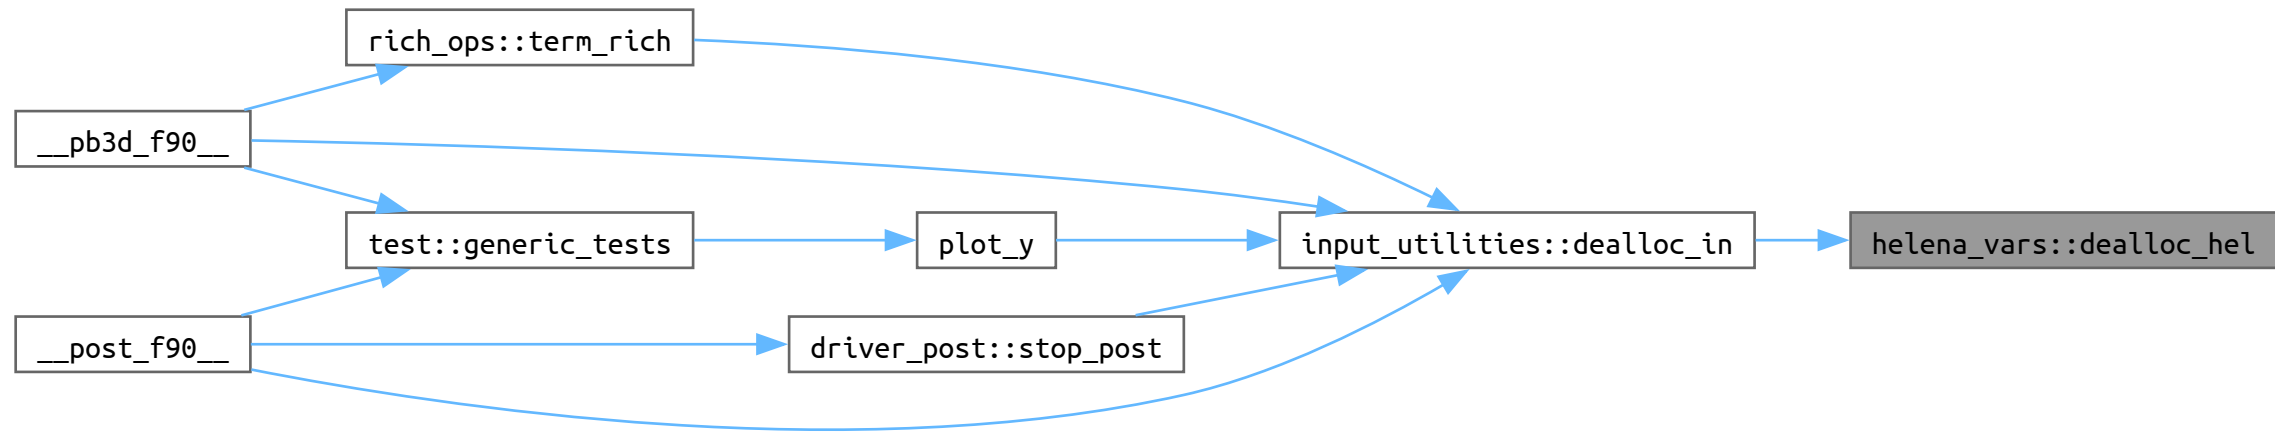 rich_ops::term_rich
__pb3d_f90__
test::generic_tests
plot_y
input_utilities::dealloc_in
helena_vars::dealloc_hel
__post_f90__
driver_post::stop_post